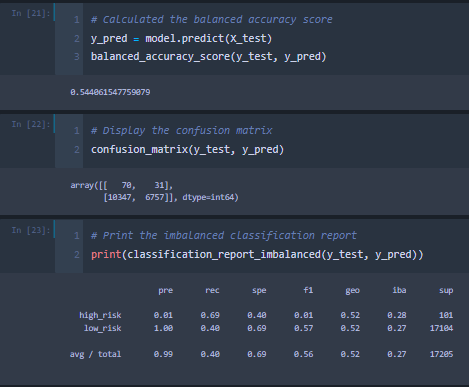 In [21]:
1 # Calculated the balanced accuracy score
2 y_pred = model.predict(X_test)
3 balanced_accuracy_score(y_test, y_pred)
0.544061547759079
In [22]:
1 # Display the confusion matrix
2 confusion_matrix(y_test, y_pred)
array([[   70,    31],
       [10347,  6757]], dtype=int64)
In [23]:
1 # Print the imbalanced classification report
2 print(classification_report_imbalanced(y_test, y_pred))
pre rec spe f1 geo iba sup
high_risk 0.01 0.69 0.40 0.01 0.52 0.28 101
low_risk 1.00 0.40 0.69 0.57 0.52 0.27 17104
avg / total 0.99 0.40 0.69 0.56 0.52 0.27 17205